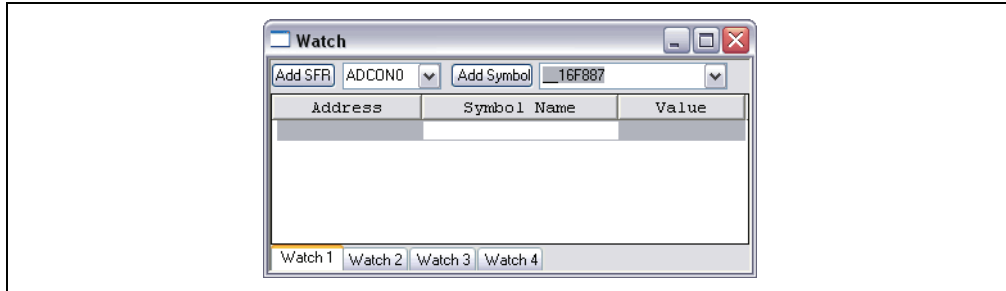 Watch
Add SFR ADCON0 Add Symbol __16F887
Address Symbol Name Value
Watch 1 Watch 2 Watch 3 Watch 4